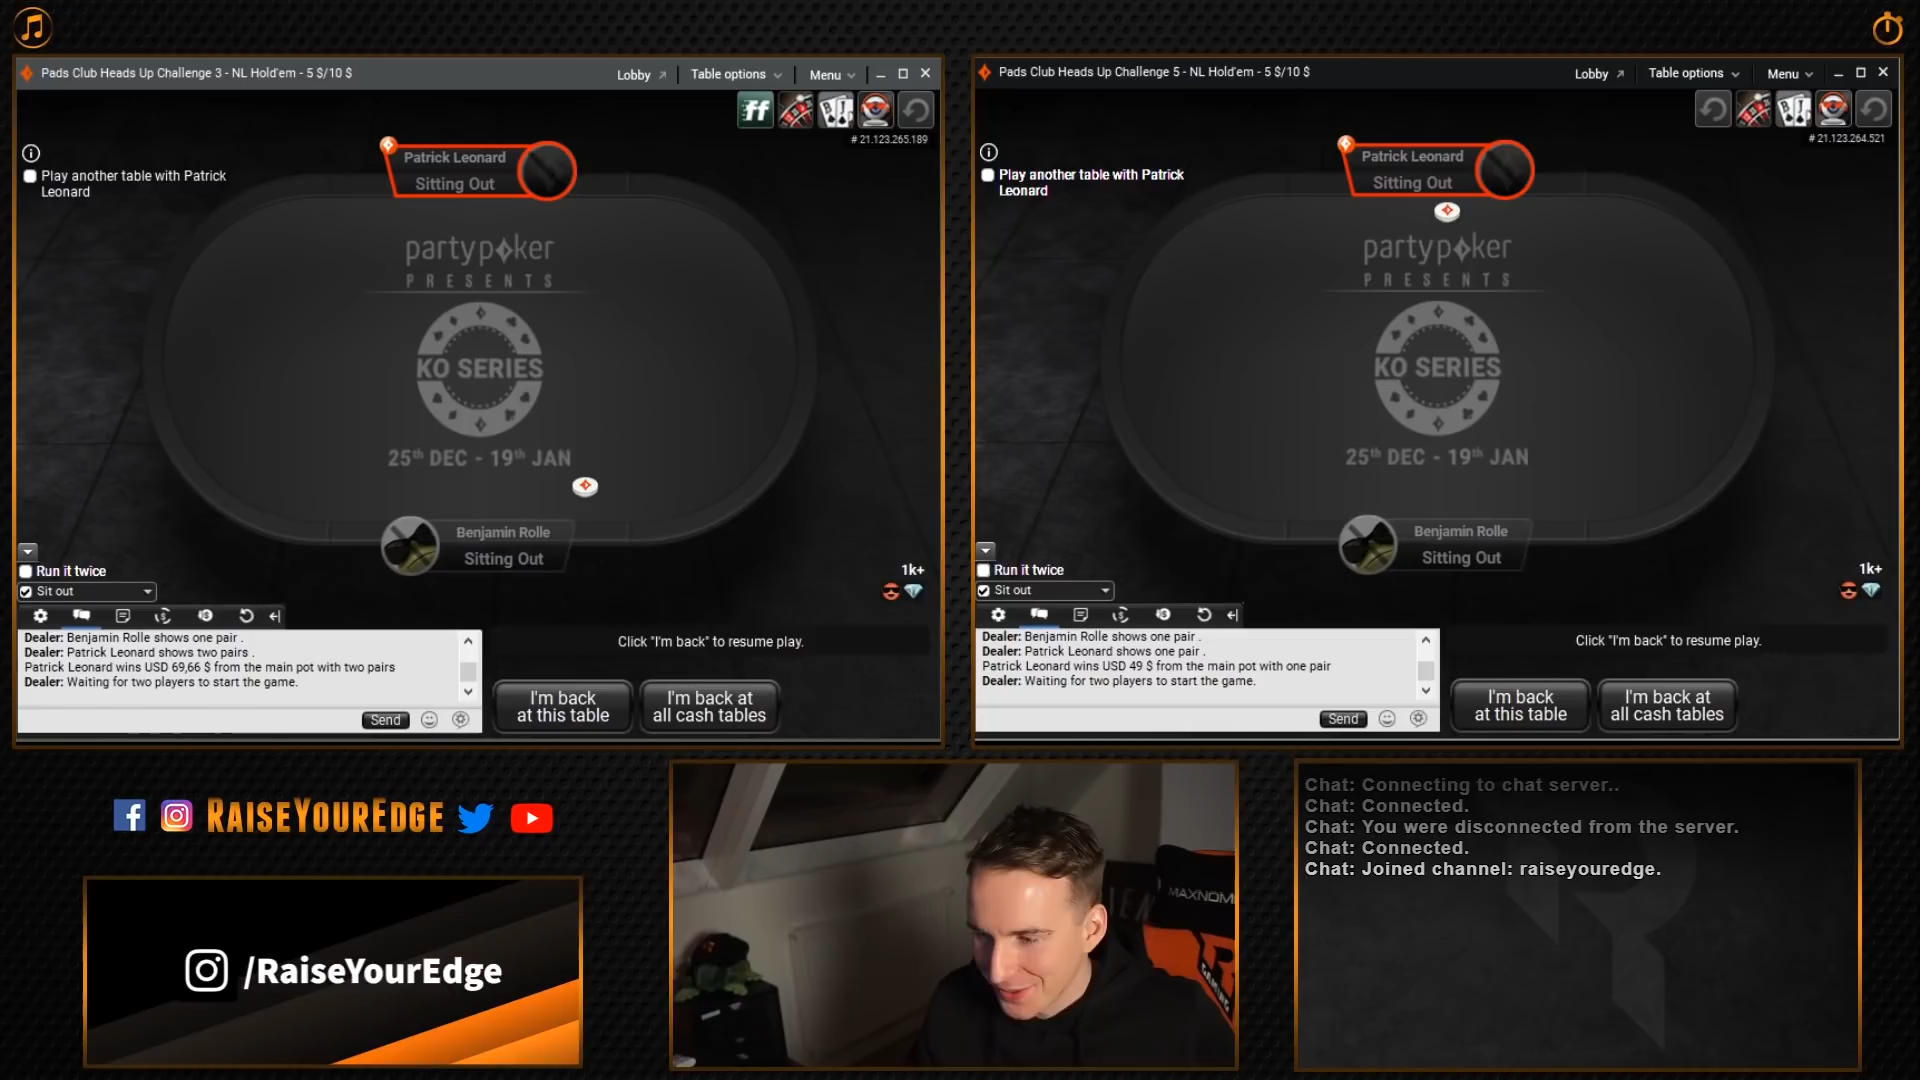 Pads Club Heads Up Challenge 3 - NL Hold'em - 5 $/10 $
Lobby
Table options
Menu
ff
# 21.123.265.189
Play another table with Patrick
Leonard
Patrick Leonard
Sitting Out
partypoker
PRESENTS
KO SERIES
25th DEC - 19th JAN
Benjamin Rolle
Sitting Out
Run it twice
Sit out
1k+
Dealer: Benjamin Rolle shows one pair .
Dealer: Patrick Leonard shows two pairs .
Patrick Leonard wins USD 69,66 $ from the main pot with two pairs
Dealer: Waiting for two players to start the game.
Send
Click "I'm back" to resume play.
I'm back
at this table
I'm back at
all cash tables
Pads Club Heads Up Challenge 5 - NL Hold'em - 5 $/10 $
Lobby
Table options
Menu
# 21.123.264.521
Play another table with Patrick
Leonard
Patrick Leonard
Sitting Out
partypoker
PRESENTS
KO SERIES
25th DEC - 19th JAN
Benjamin Rolle
Sitting Out
Run it twice
Sit out
1k+
Dealer: Benjamin Rolle shows one pair .
Dealer: Patrick Leonard shows one pair .
Patrick Leonard wins USD 49 $ from the main pot with one pair
Dealer: Waiting for two players to start the game.
Send
Click "I'm back" to resume play.
I'm back
at this table
I'm back at
all cash tables
RAISEYOUREDGE
/RaiseYourEdge
MAXNOM
GAMING
Chat: Connecting to chat server..
Chat: Connected.
Chat: You were disconnected from the server.
Chat: Connected.
Chat: Joined channel: raiseyouredge.